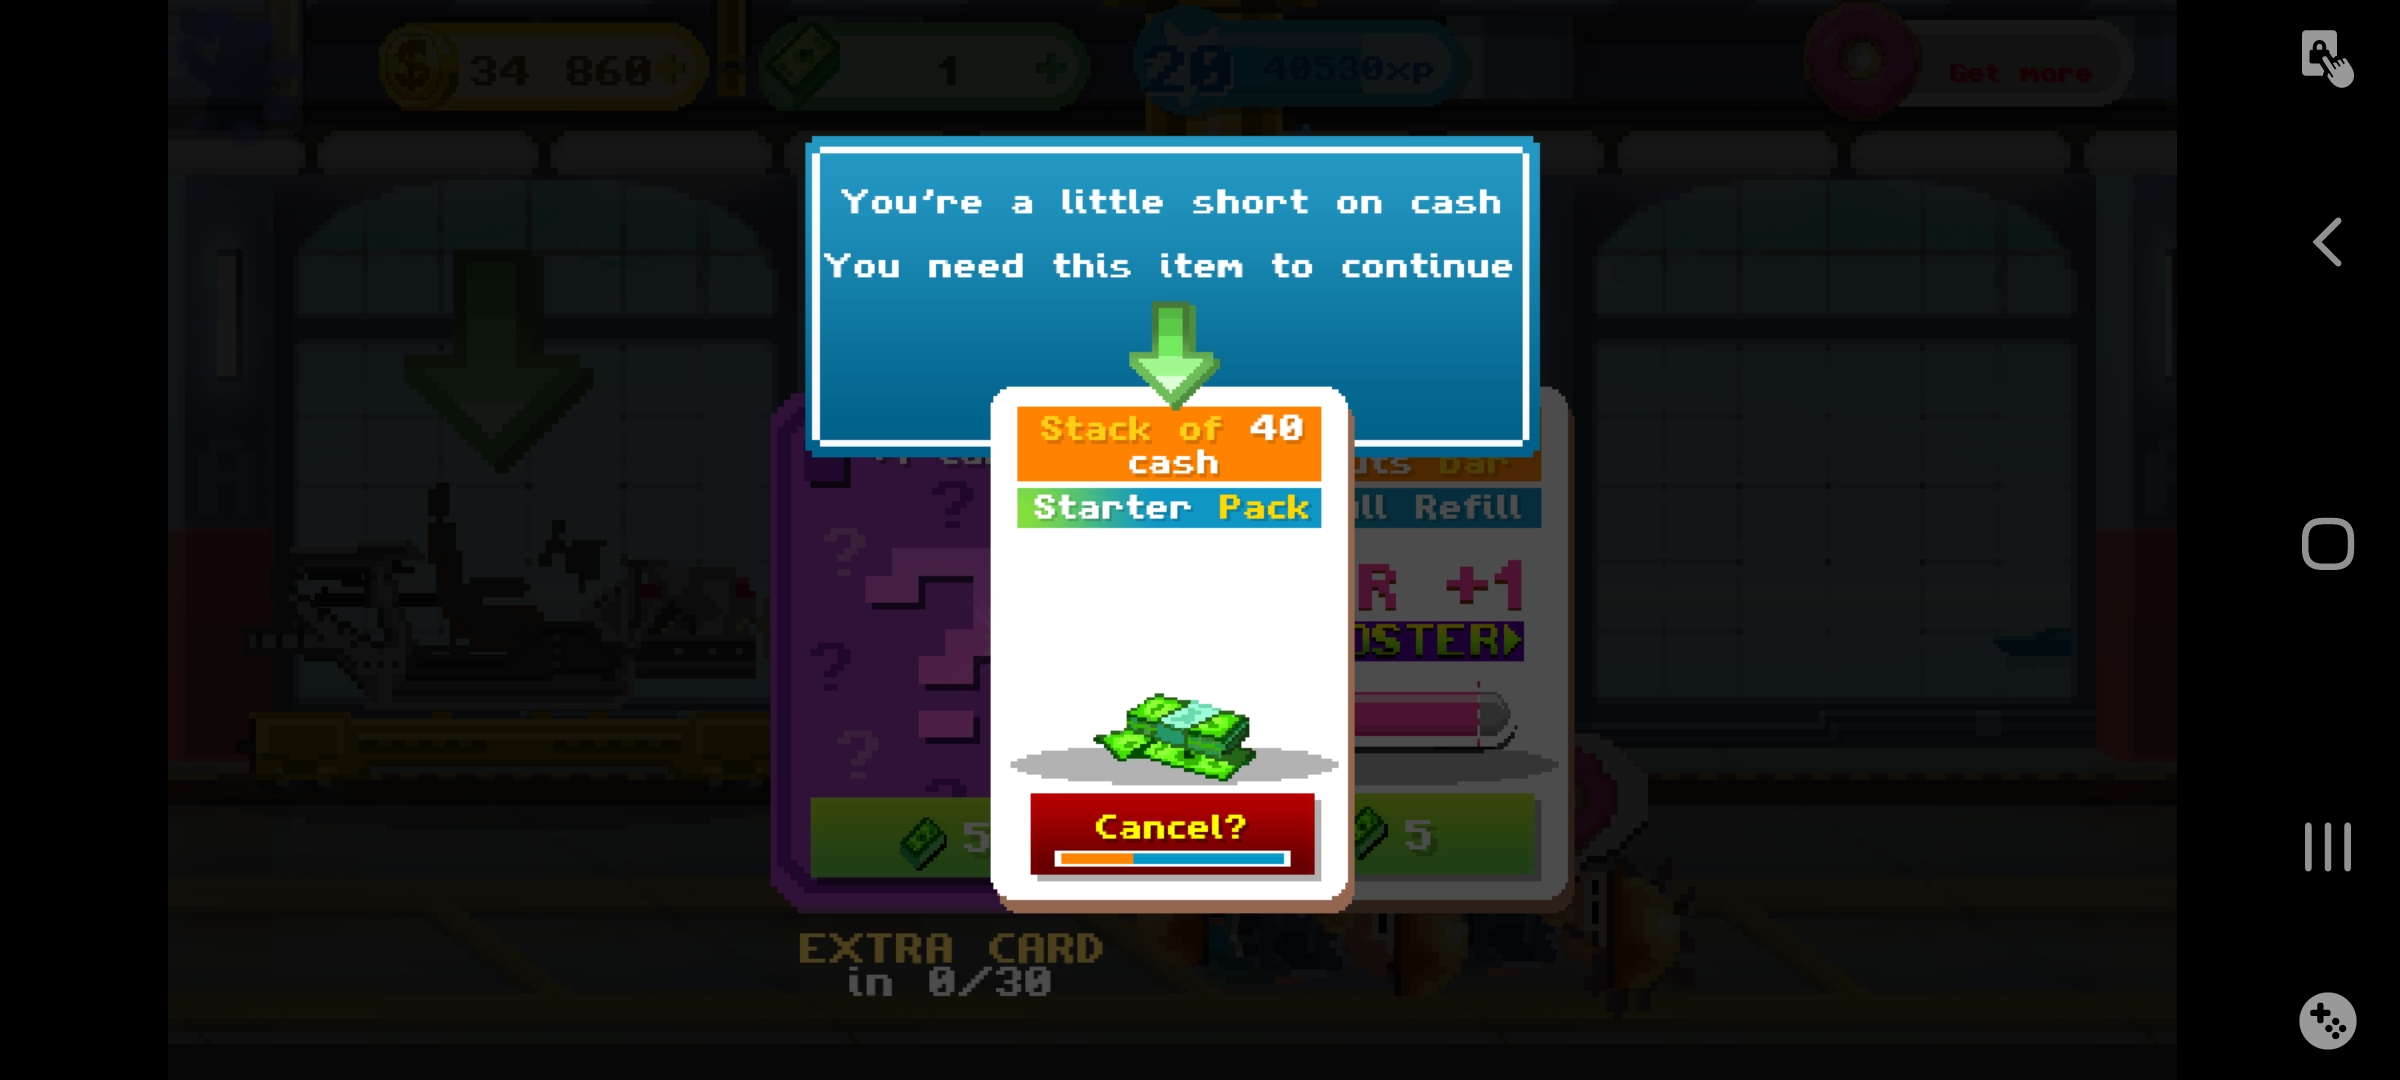 34 860
1
20 40530xp
Get more
You're a little short on cash
You need this item to continue
Stack of 40
cash
Starter Pack
Refill
R +1
Cancel?
5
5
EXTRA CARD
in 0/30